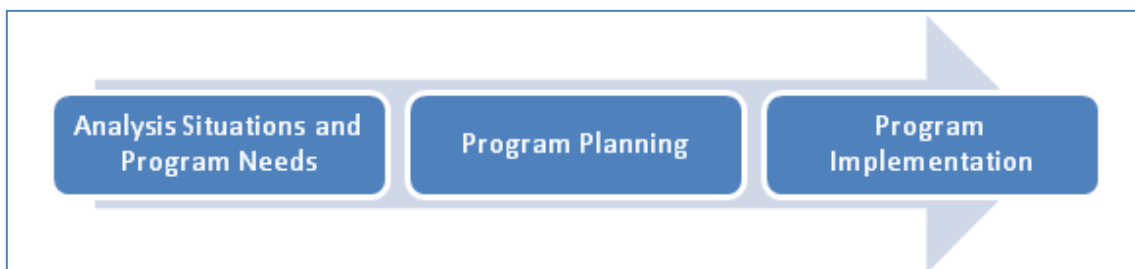 Analysis Situations and
Program Needs
Program Planning
Program
Implementation